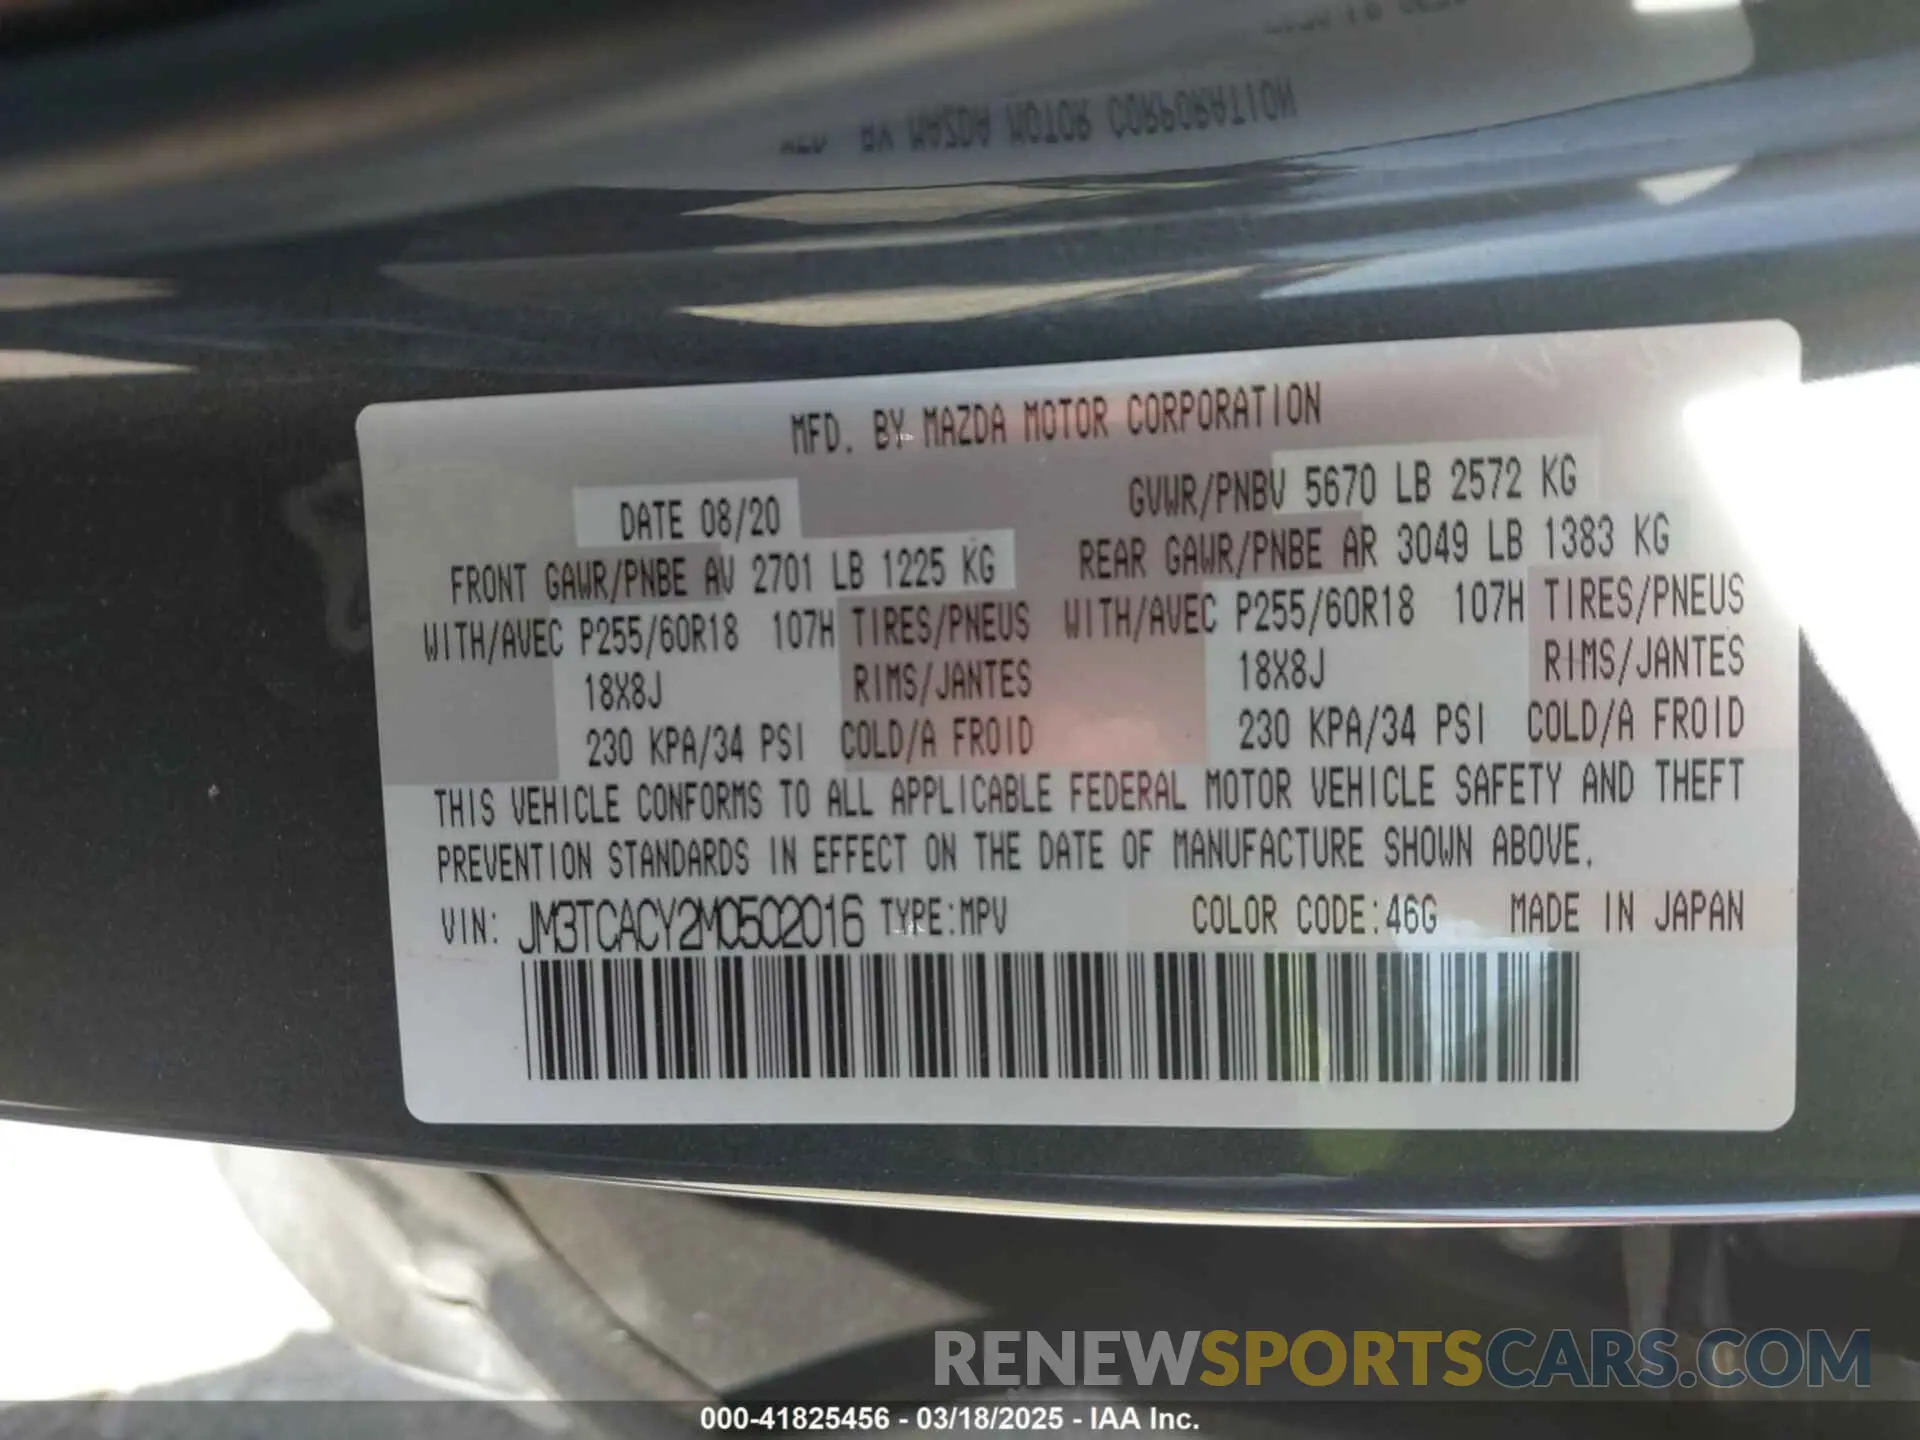 MFD. BY MAZDA MOTOR CORPORATION
DATE 08/20 GVWR/PNBV 5670 LB 2572 KG
FRONT GAWR/PNBE AV 2701 LB 1225 KG REAR GAWR/PNBE AR 3049 LB 1383 KG
WITH/AVEC P255/60R18 107H TIRES/PNEUS WITH/AVEC P255/60R18 107H TIRES/PNEUS
18X8J RIMS/JANTES 18X8J RIMS/JANTES
230 KPA/34 PSI COLD/A FROID 230 KPA/34 PSI COLD/A FROID
THIS VEHICLE CONFORMS TO ALL APPLICABLE FEDERAL MOTOR VEHICLE SAFETY AND THEFT
PREVENTION STANDARDS IN EFFECT ON THE DATE OF MANUFACTURE SHOWN ABOVE.
VIN: JM3TCACY2M0502016 TYPE:MPV COLOR CODE:46G MADE IN JAPAN
RENEWSPORTSCARS.COM
000-41825456 - 03/18/2025 - IAA Inc.